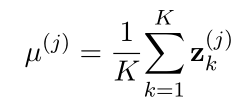 μ^{(j)} = \frac{1}{K} \sum_{k=1}^{K} \mathbf{z}_k^{(j)}